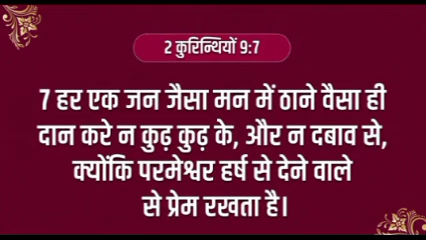 2 कुरिन्थियों 9:7
7 हर एक जन जैसा मन में ठाने वैसा ही
दान करे न कुढ़ कुढ़ के, और न दबाव से,
क्योंकि परमेश्वर हर्ष से देने वाले
से प्रेम रखता है।